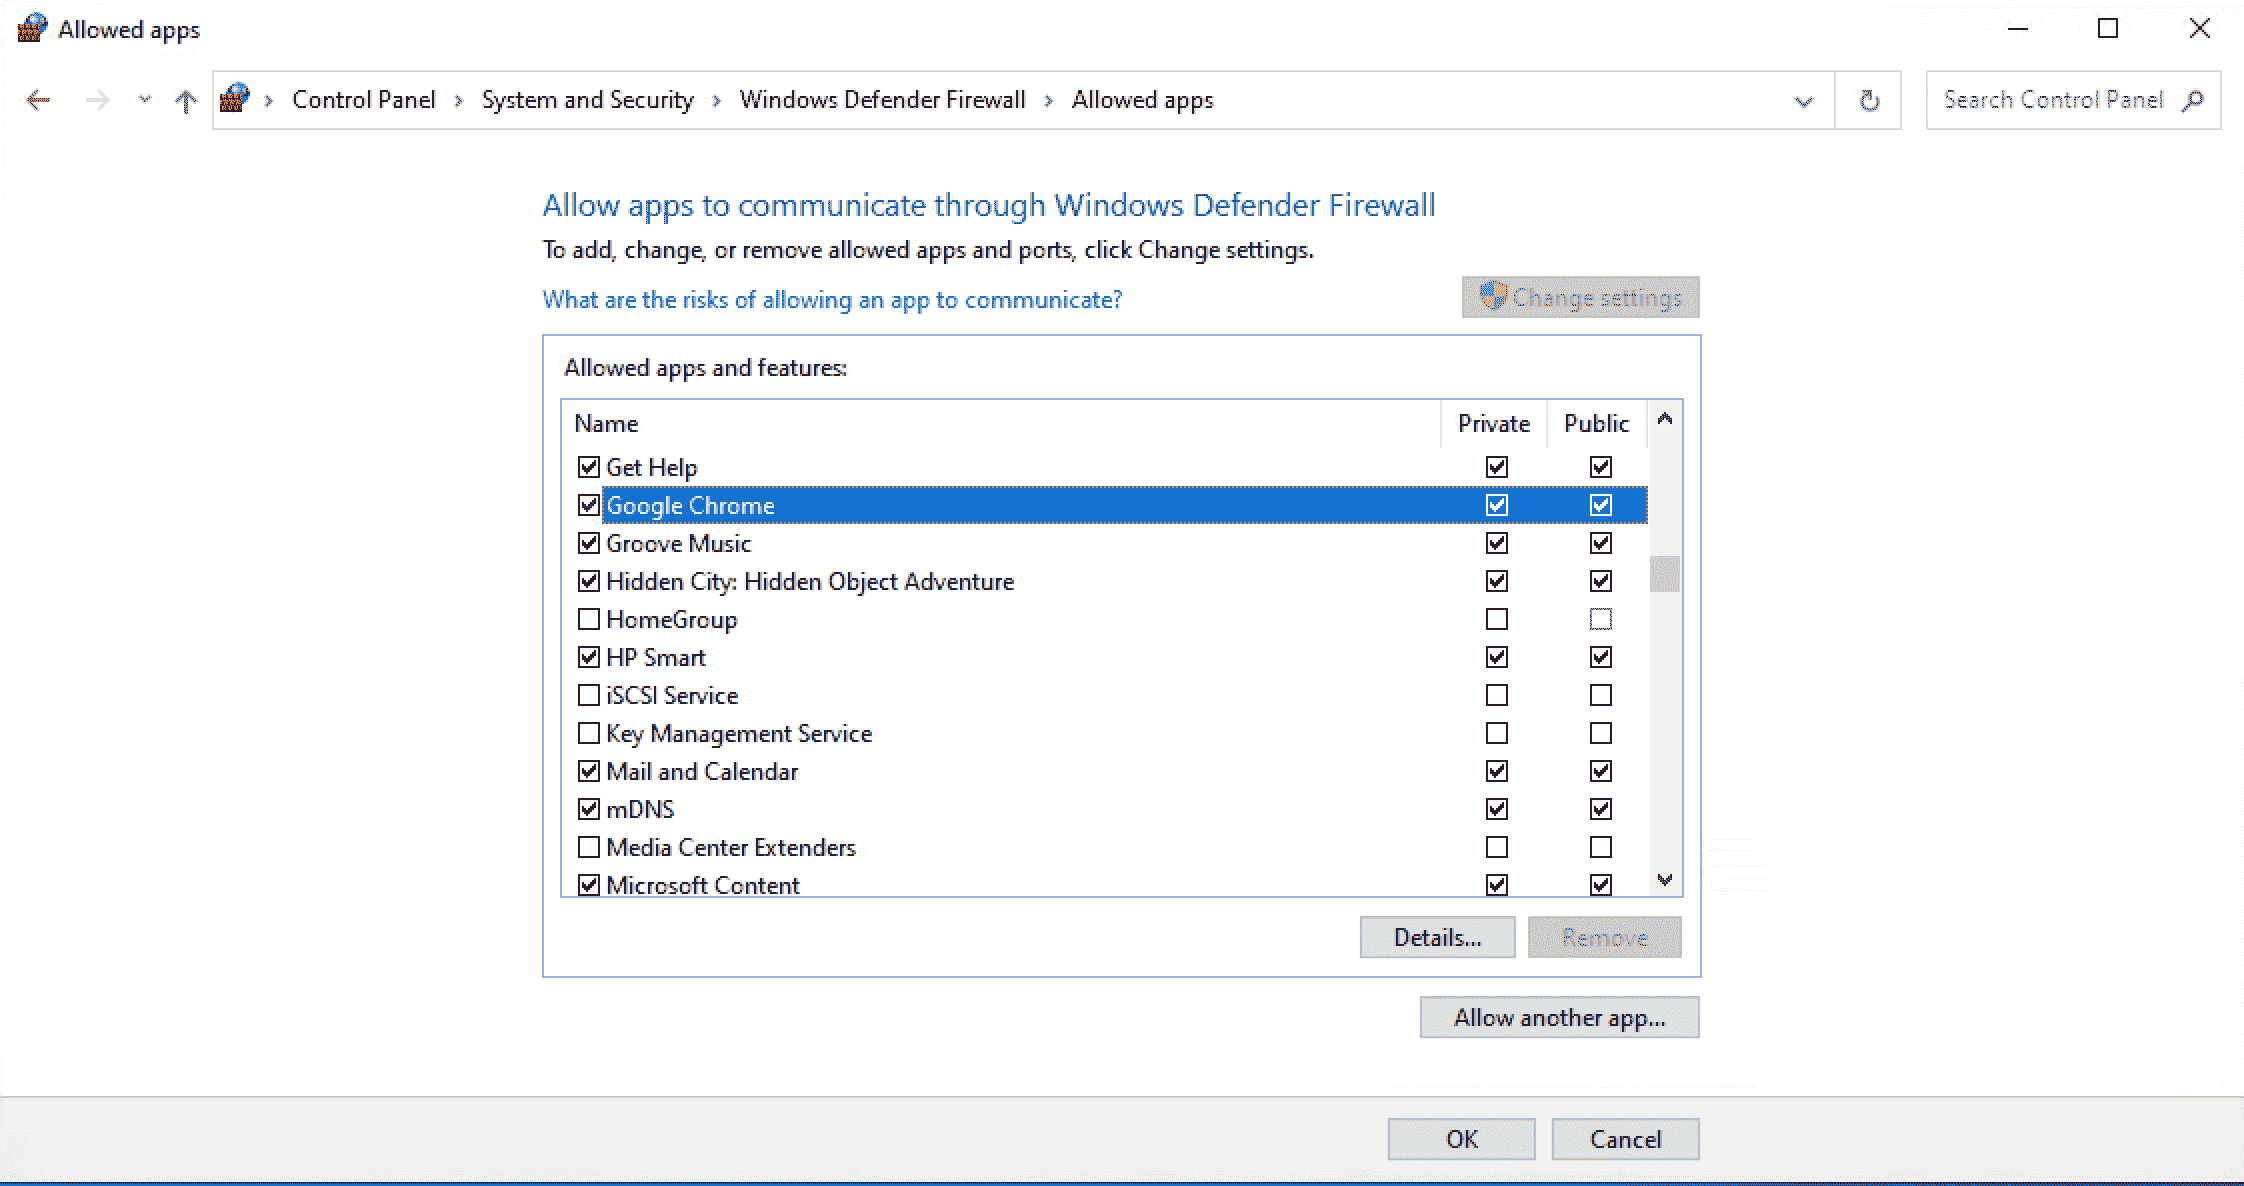 Allowed apps
Control Panel > System and Security > Windows Defender Firewall > Allowed apps
Search Control Panel
Allow apps to communicate through Windows Defender Firewall
To add, change, or remove allowed apps and ports, click Change settings.
What are the risks of allowing an app to communicate?
Change settings
Allowed apps and features:
Name Private Public
Get Help
Google Chrome
Groove Music
Hidden City: Hidden Object Adventure
HomeGroup
HP Smart
iSCSI Service
Key Management Service
Mail and Calendar
mDNS
Media Center Extenders
Microsoft Content
Details... Remove
Allow another app...
OK Cancel